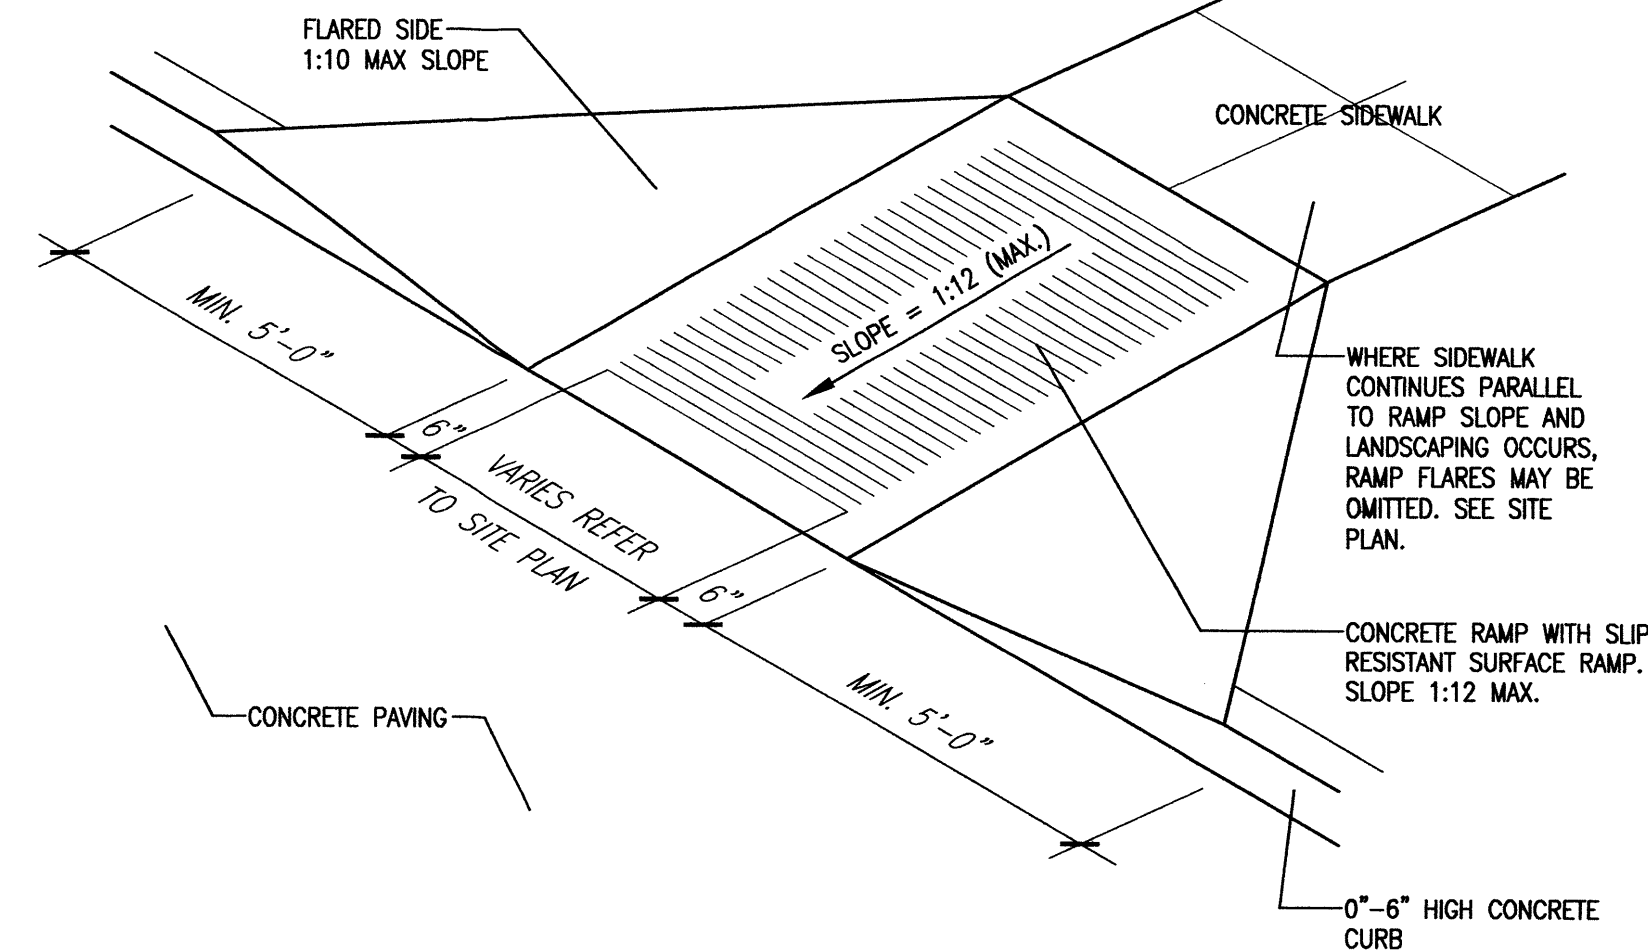 FLARED SIDE
1:10 MAX SLOPE
CONCRETE SIDEWALK
SLOPE = 1:12 (MAX.)
MIN. 5'-0"
6"
VARIES REFER
TO SITE PLAN
6"
MIN. 5'-0"
WHERE SIDEWALK
CONTINUES PARALLEL
TO RAMP SLOPE AND
LANDSCAPING OCCURS,
RAMP FLARES MAY BE
OMITTED. SEE SITE
PLAN.
CONCRETE RAMP WITH SLIP
RESISTANT SURFACE RAMP.
SLOPE 1:12 MAX.
CONCRETE PAVING
0"-6" HIGH CONCRETE
CURB